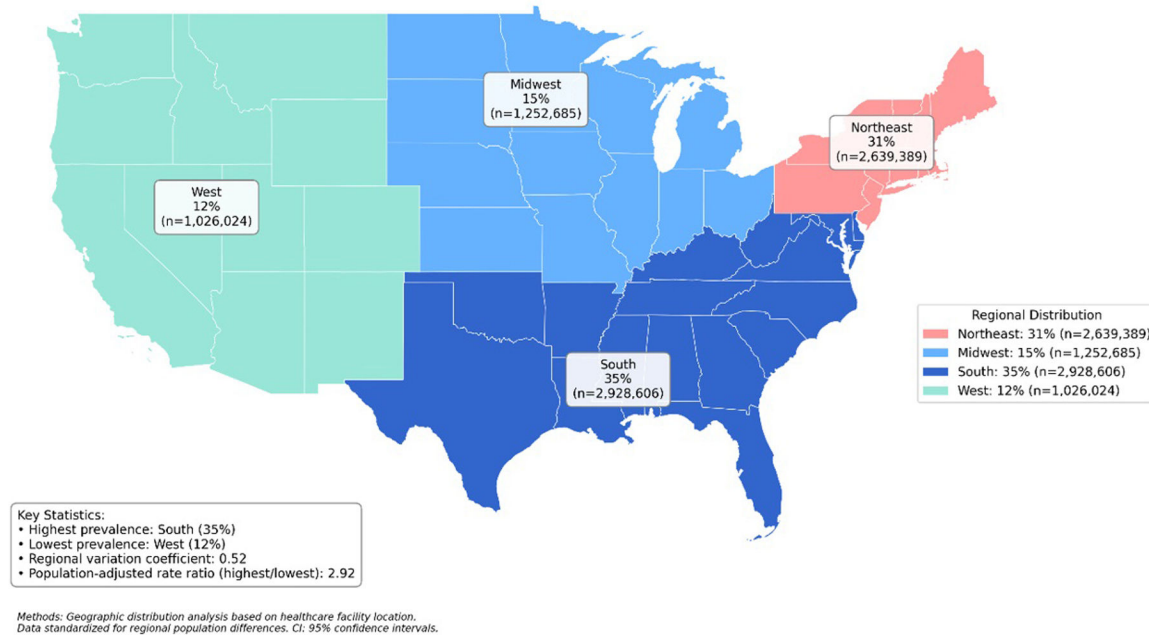 Midwest
15%
(n=1,252,685)
Northeast
31%
(n=2,639,389)
West
12%
(n=1,026,024)
South
35%
(n=2,928,606)
Regional Distribution
Northeast: 31% (n=2,639,389)
Midwest: 15% (n=1,252,685)
South: 35% (n=2,928,606)
West: 12% (n=1,026,024)
Key Statistics:
• Highest prevalence: South (35%)
• Lowest prevalence: West (12%)
• Regional variation coefficient: 0.52
• Population-adjusted rate ratio (highest/lowest): 2.92
Methods: Geographic distribution analysis based on healthcare facility location.
Data standardized for regional population differences. CI: 95% confidence intervals.